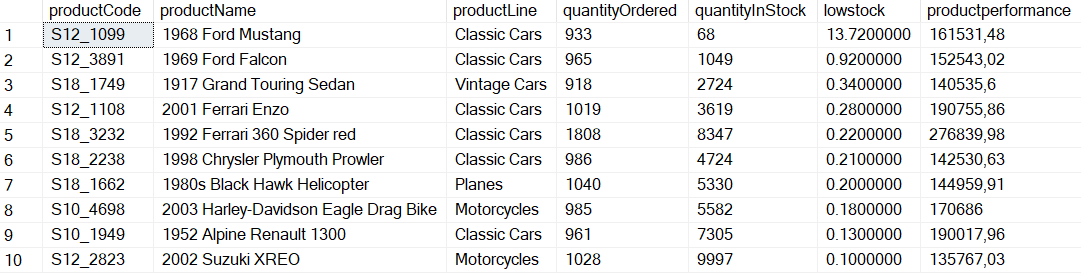 productCode productName productLine quantityOrdered quantityInStock lowstock productperformance
1 S12_1099 1968 Ford Mustang Classic Cars 933 68 13.7200000 161531,48
2 S12_3891 1969 Ford Falcon Classic Cars 965 1049 0.9200000 152543,02
3 S18_1749 1917 Grand Touring Sedan Vintage Cars 918 2724 0.3400000 140535,6
4 S12_1108 2001 Ferrari Enzo Classic Cars 1019 3619 0.2800000 190755,86
5 S18_3232 1992 Ferrari 360 Spider red Classic Cars 1808 8347 0.2200000 276839,98
6 S18_2238 1998 Chrysler Plymouth Prowler Classic Cars 986 4724 0.2100000 142530,63
7 S18_1662 1980s Black Hawk Helicopter Planes 1040 5330 0.2000000 144959,91
8 S10_4698 2003 Harley-Davidson Eagle Drag Bike Motorcycles 985 5582 0.1800000 170686
9 S10_1949 1952 Alpine Renault 1300 Classic Cars 961 7305 0.1300000 190017,96
10 S12_2823 2002 Suzuki XREO Motorcycles 1028 9997 0.1000000 135767,03